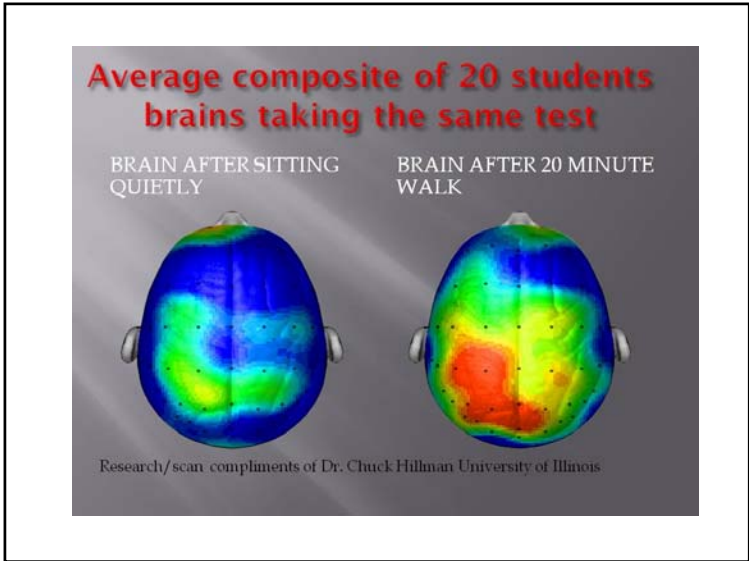 Average composite of 20 students
brains taking the same test
BRAIN AFTER SITTING
QUIETLY
BRAIN AFTER 20 MINUTE
WALK
Research/scan compliments of Dr. Chuck Hillman University of Illinois